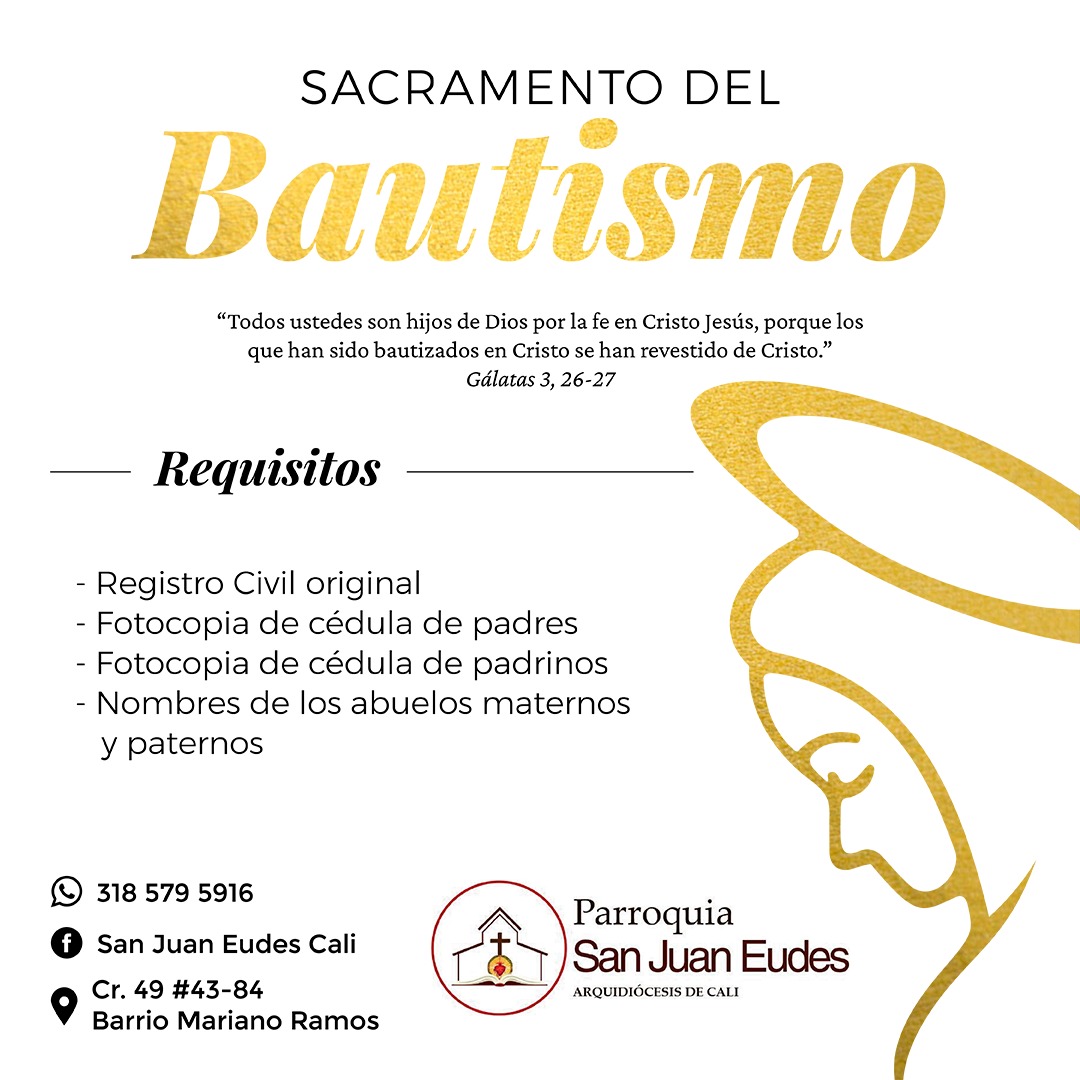 SACRAMENTO DEL
Bautismo
“Todos ustedes son hijos de Dios por la fe en Cristo Jesús, porque los
que han sido bautizados en Cristo se han revestido de Cristo.”
Gálatas 3, 26-27
Requisitos
- Registro Civil original
- Fotocopia de cédula de padres
- Fotocopia de cédula de padrinos
- Nombres de los abuelos maternos
y paternos
318 579 5916
San Juan Eudes Cali
Cr. 49 #43-84
Barrio Mariano Ramos
Parroquia
San Juan Eudes
ARQUIDIÓCESIS DE CALI